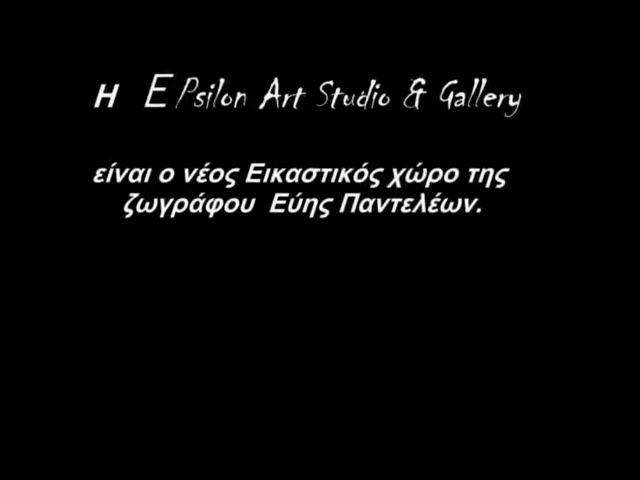 Η EPsilon Art Studio & Gallery
είναι ο νέος Εικαστικός χώρο της
ζωγράφου Εύης Παντελέων.